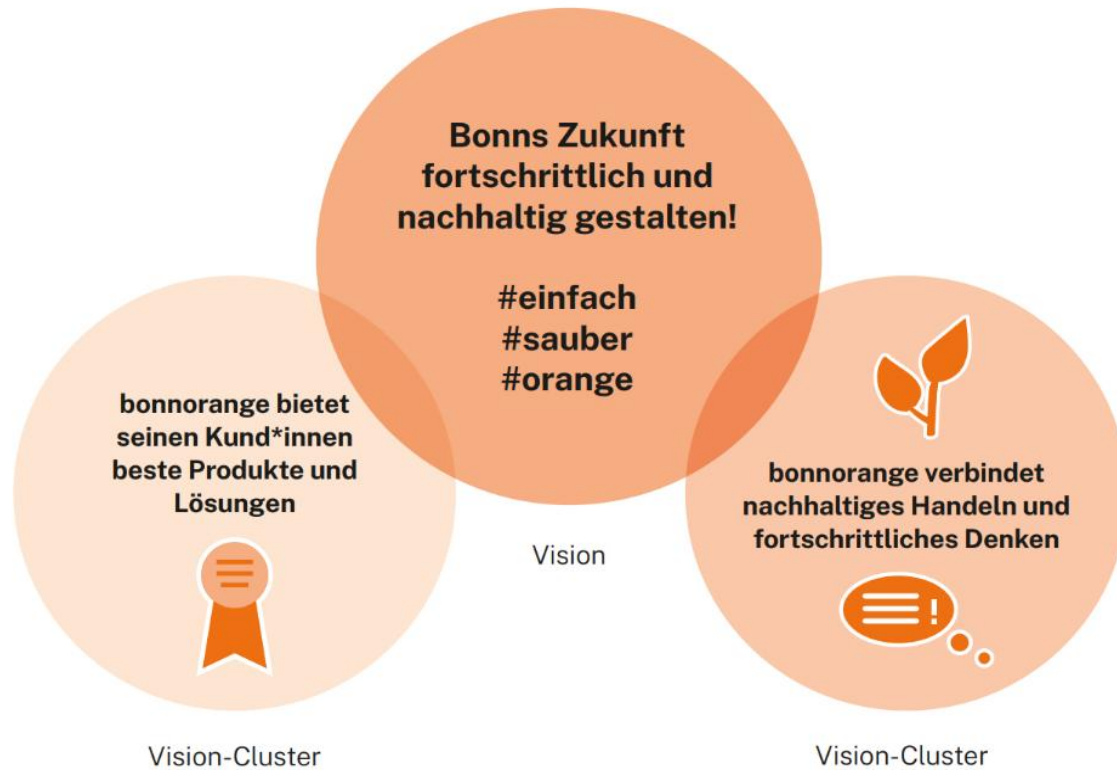 Bonns Zukunft
fortschrittlich und
nachhaltig gestalten!
#einfach
#sauber
#orange
bonnorange bietet
seinen Kund*innen
beste Produkte und
Lösungen
bonnorange verbindet
nachhaltiges Handeln und
fortschrittliches Denken
!
Vision
Vision-Cluster
Vision-Cluster